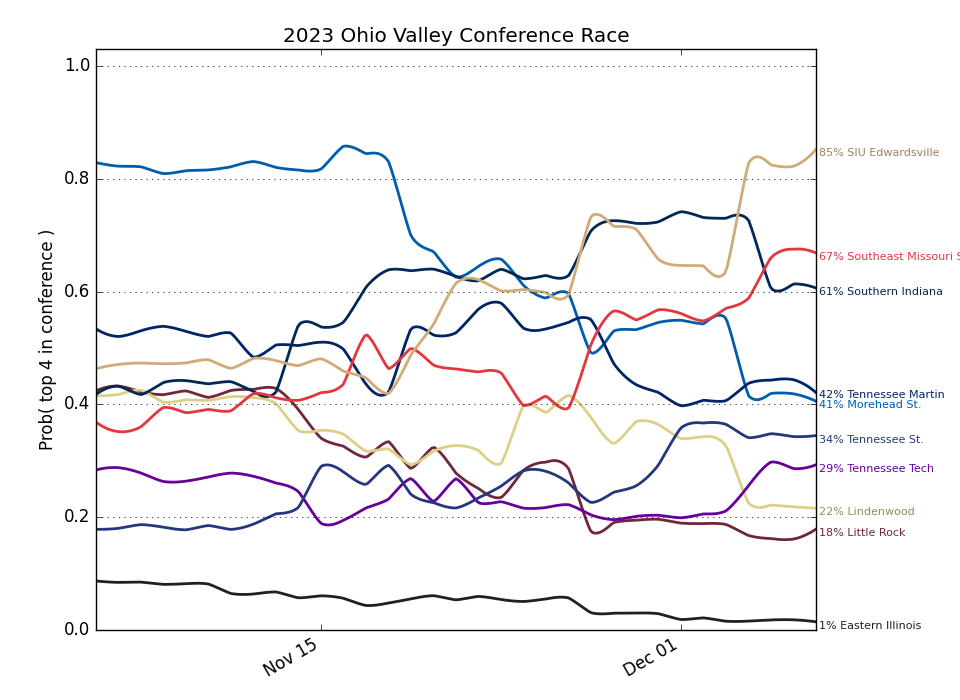 2023 Ohio Valley Conference Race
Prob( top 4 in conference )
1.0
0.8
0.6
0.4
0.2
0.0
Nov 15
Dec 01
85% SIU Edwardsville
67% Southeast Missouri S
61% Southern Indiana
42% Tennessee Martin
41% Morehead St.
34% Tennessee St.
29% Tennessee Tech
22% Lindenwood
18% Little Rock
1% Eastern Illinois